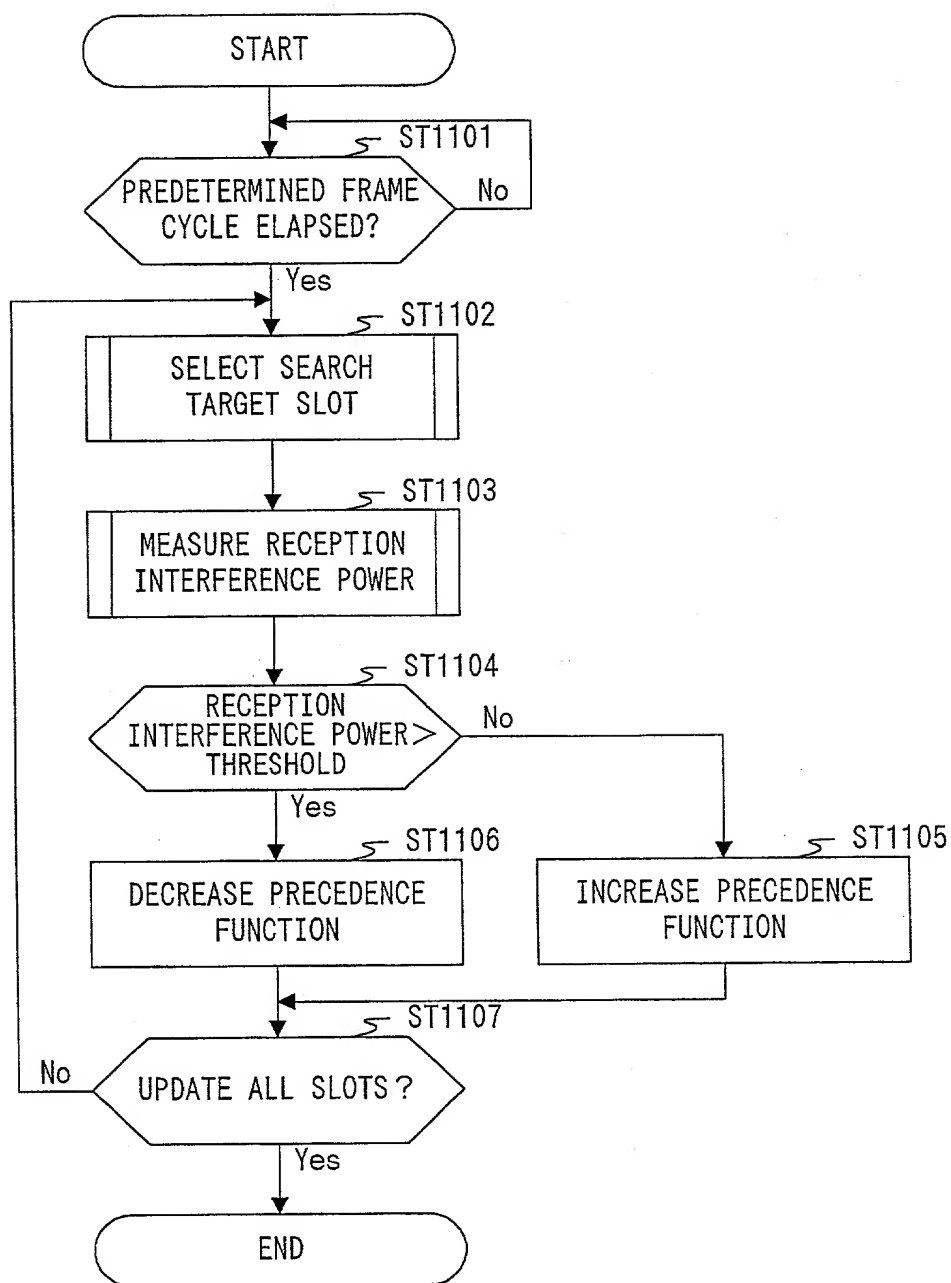 START
ST1101
PREDETERMINED FRAME
CYCLE ELAPSED?
No
Yes
ST1102
SELECT SEARCH
TARGET SLOT
ST1103
MEASURE RECEPTION
INTERFERENCE POWER
ST1104
RECEPTION
INTERFERENCE POWER>
THRESHOLD
No
Yes
ST1106
DECREASE PRECEDENCE
FUNCTION
ST1105
INCREASE PRECEDENCE
FUNCTION
ST1107
No
UPDATE ALL SLOTS?
Yes
END